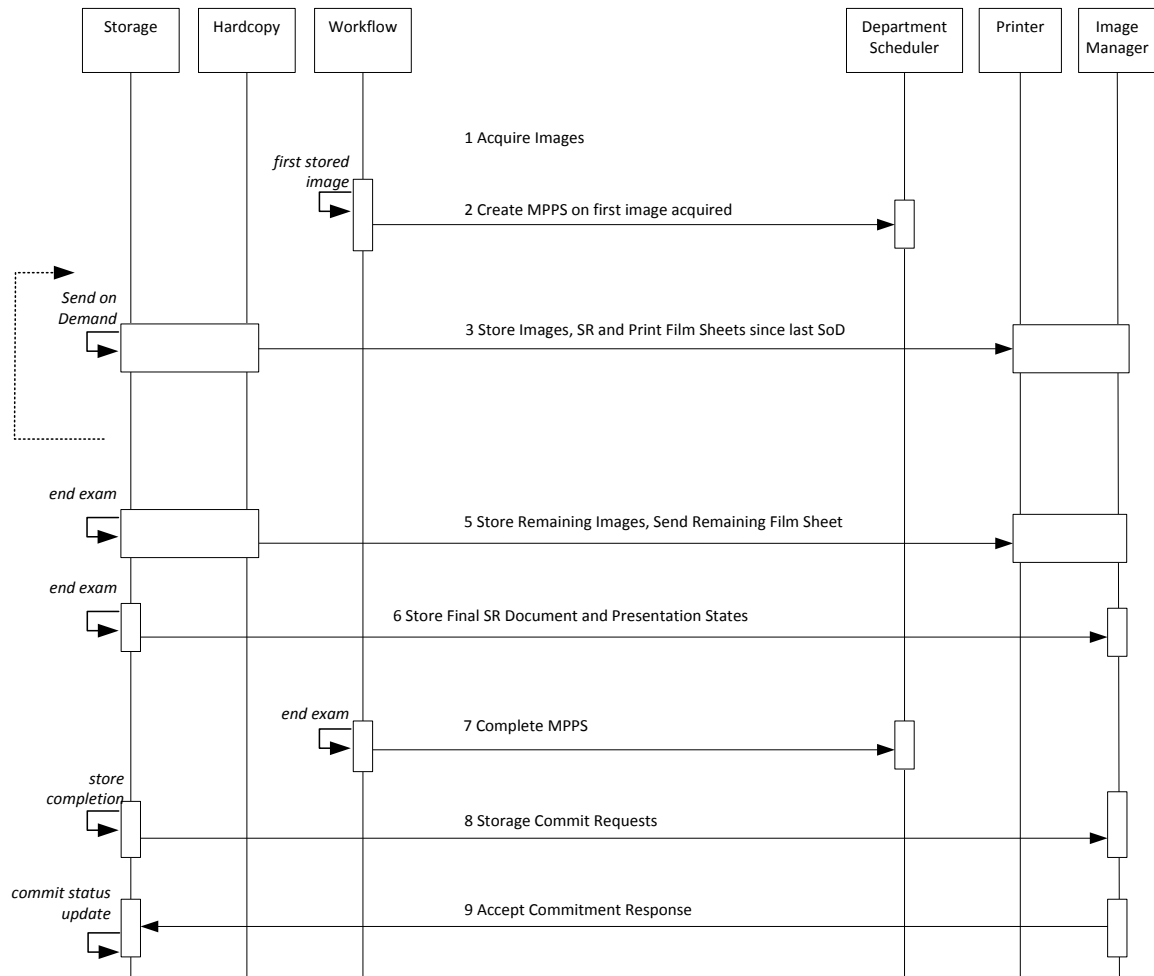 Storage
Hardcopy
Workflow
Department
Scheduler
Printer
Image
Manager
1 Acquire Images
first stored
image
2 Create MPPS on first image acquired
Send on
Demand
3 Store Images, SR and Print Film Sheets since last SoD
end exam
5 Store Remaining Images, Send Remaining Film Sheet
end exam
6 Store Final SR Document and Presentation States
end exam
7 Complete MPPS
store
completion
8 Storage Commit Requests
commit status
update
9 Accept Commitment Response